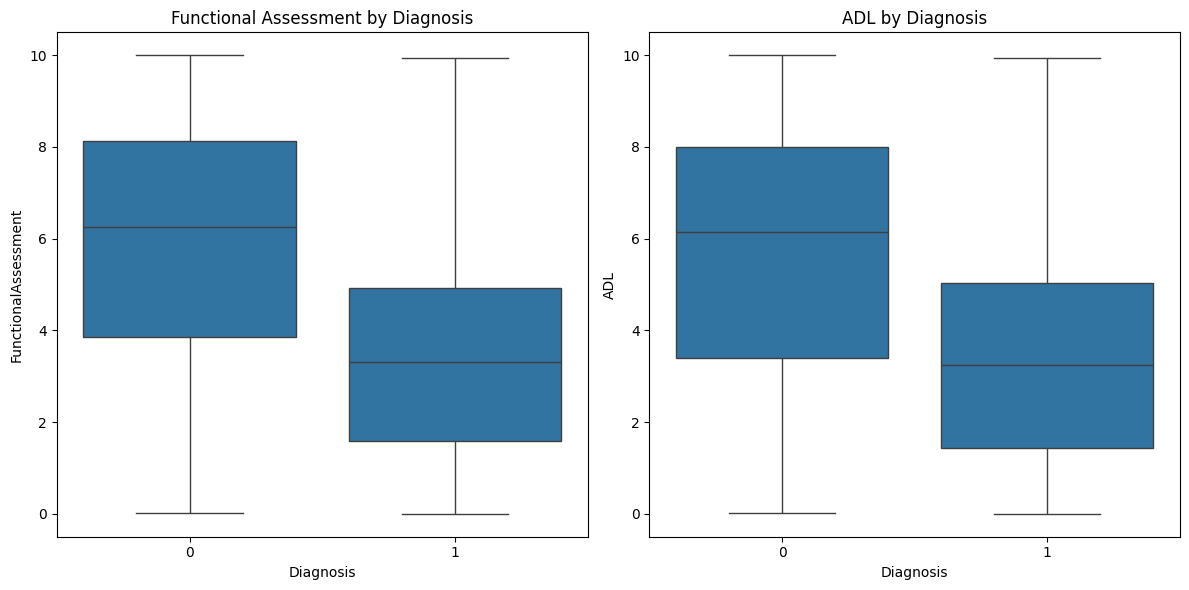 Functional Assessment by Diagnosis
FunctionalAssessment
10
8
6
4
2
0
0 1
Diagnosis
ADL by Diagnosis
ADL
10
8
6
4
2
0
0 1
Diagnosis